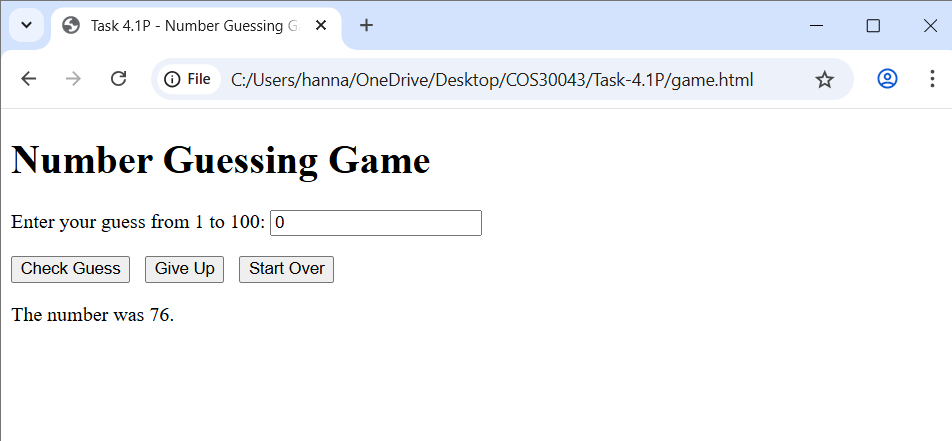 Task 4.1P - Number Guessing G
File C:/Users/hanna/OneDrive/Desktop/COS30043/Task-4.1P/game.html
Number Guessing Game
Enter your guess from 1 to 100: 0
Check Guess Give Up Start Over
The number was 76.